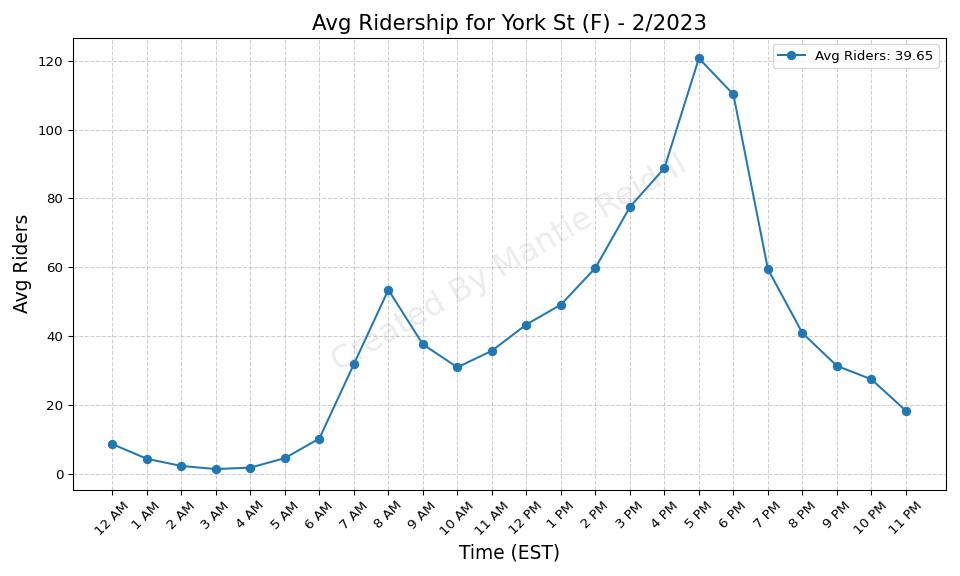 Avg Ridership for York St (F) - 2/2023
Avg Riders: 39.65
120
100
80
60
40
20
0
Avg Riders
Created By Mantle Reid-II
12 AM
1 AM
2 AM
3 AM
4 AM
5 AM
6 AM
7 AM
8 AM
9 AM
10 AM
11 AM
12 PM
1 PM
2 PM
3 PM
4 PM
5 PM
6 PM
7 PM
8 PM
9 PM
10 PM
11 PM
Time (EST)